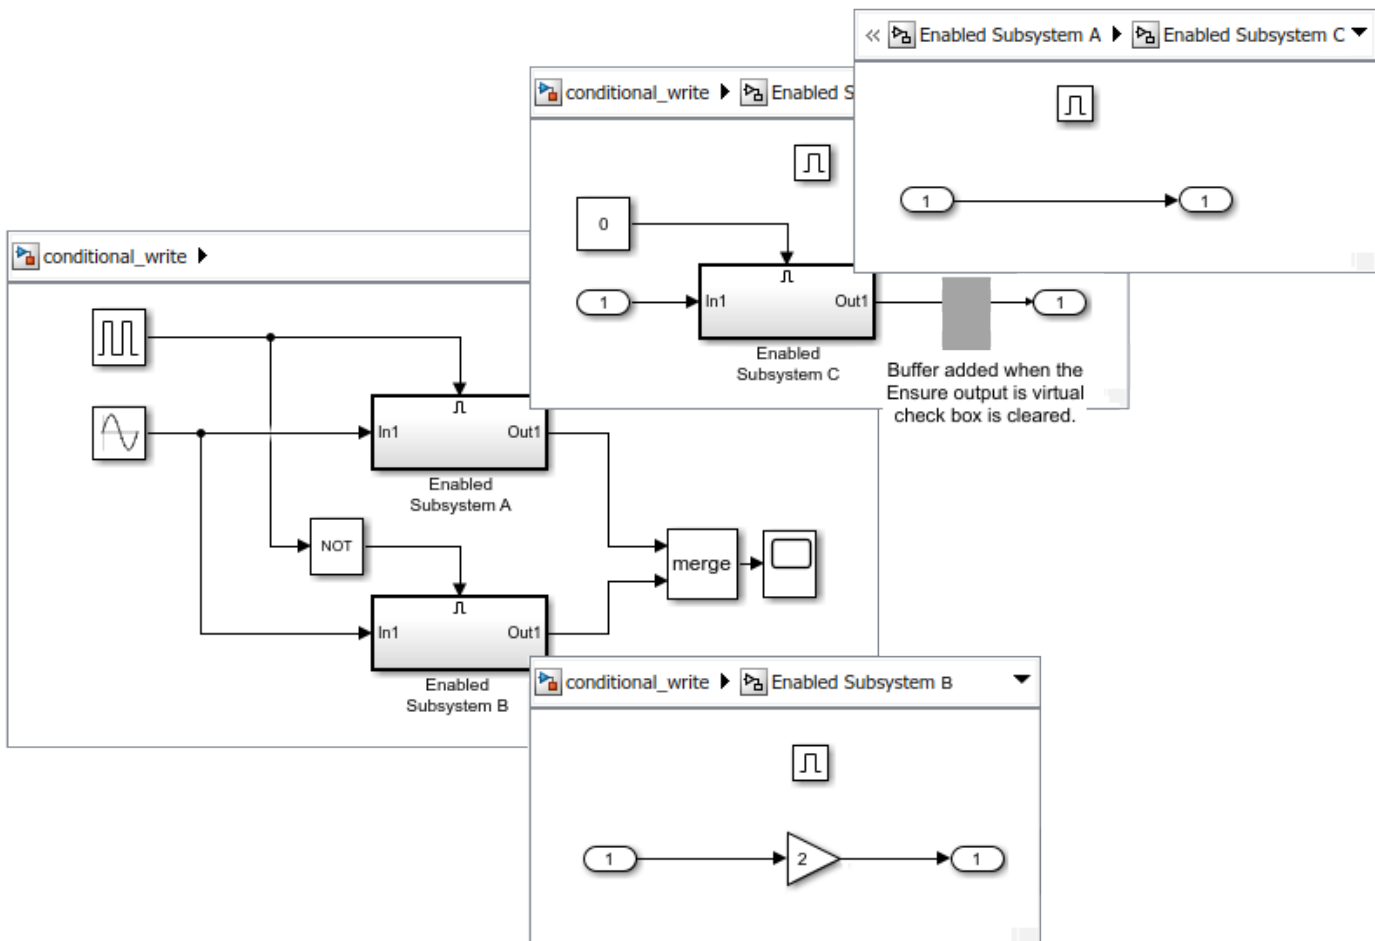 « Enabled Subsystem A Enabled Subsystem C
1
1
conditional_write Enabled S
0
1
In1
Out1
1
Enabled
Subsystem C
Buffer added when the
Ensure output is virtual
check box is cleared.
conditional_write
In1
Out1
Enabled
Subsystem A
NOT
merge
In1
Out1
Enabled
Subsystem B
conditional_write Enabled Subsystem B
1
2
1